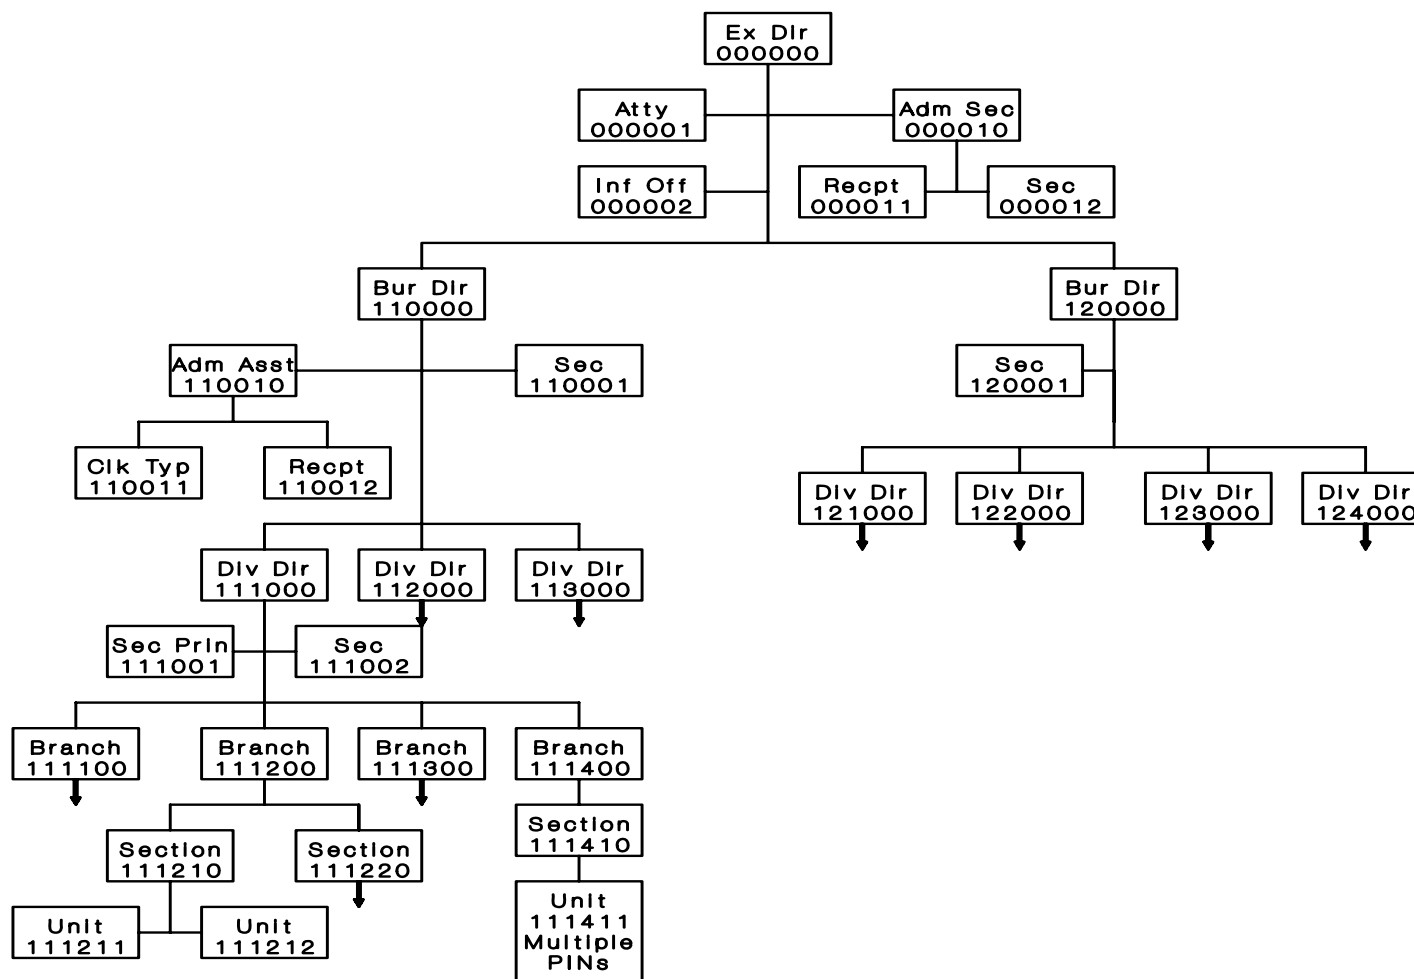 Ex Dir
000000
Atty
000001
Adm Sec
000010
Inf Off
000002
Recpt
000011
Sec
000012
Bur Dir
110000
Bur Dir
120000
Adm Asst
110010
Sec
110001
Sec
120001
Clk Typ
110011
Recpt
110012
Div Dir
121000
Div Dir
122000
Div Dir
123000
Div Dir
124000
Div Dir
111000
Div Dir
112000
Div Dir
113000
Sec Prin
111001
Sec
111002
Branch
111100
Branch
111200
Branch
111300
Branch
111400
Section
111210
Section
111220
Section
111410
Unit
111211
Unit
111212
Unit
111411
Multiple
PINs